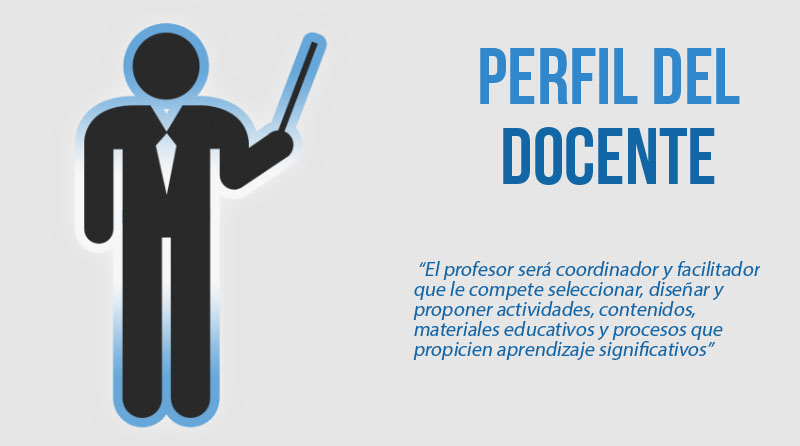 PERFIL DEL
DOCENTE
“El profesor será coordinador y facilitador
que le compete seleccionar, diseñar y
proponer actividades, contenidos,
materiales educativos y procesos que
propicien aprendizaje significativos”